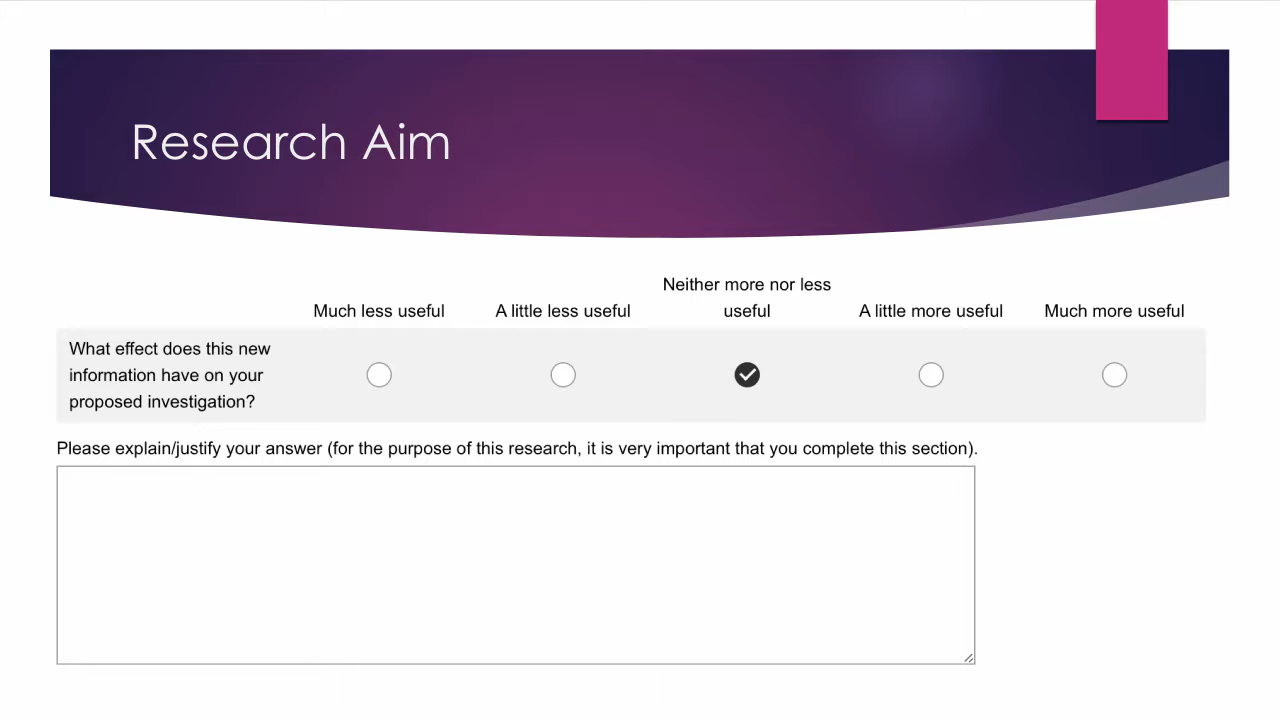 Research Aim
Neither more nor less
Much less useful A little less useful useful A little more useful Much more useful
What effect does this new
information have on your
proposed investigation?
Please explain/justify your answer (for the purpose of this research, it is very important that you complete this section).